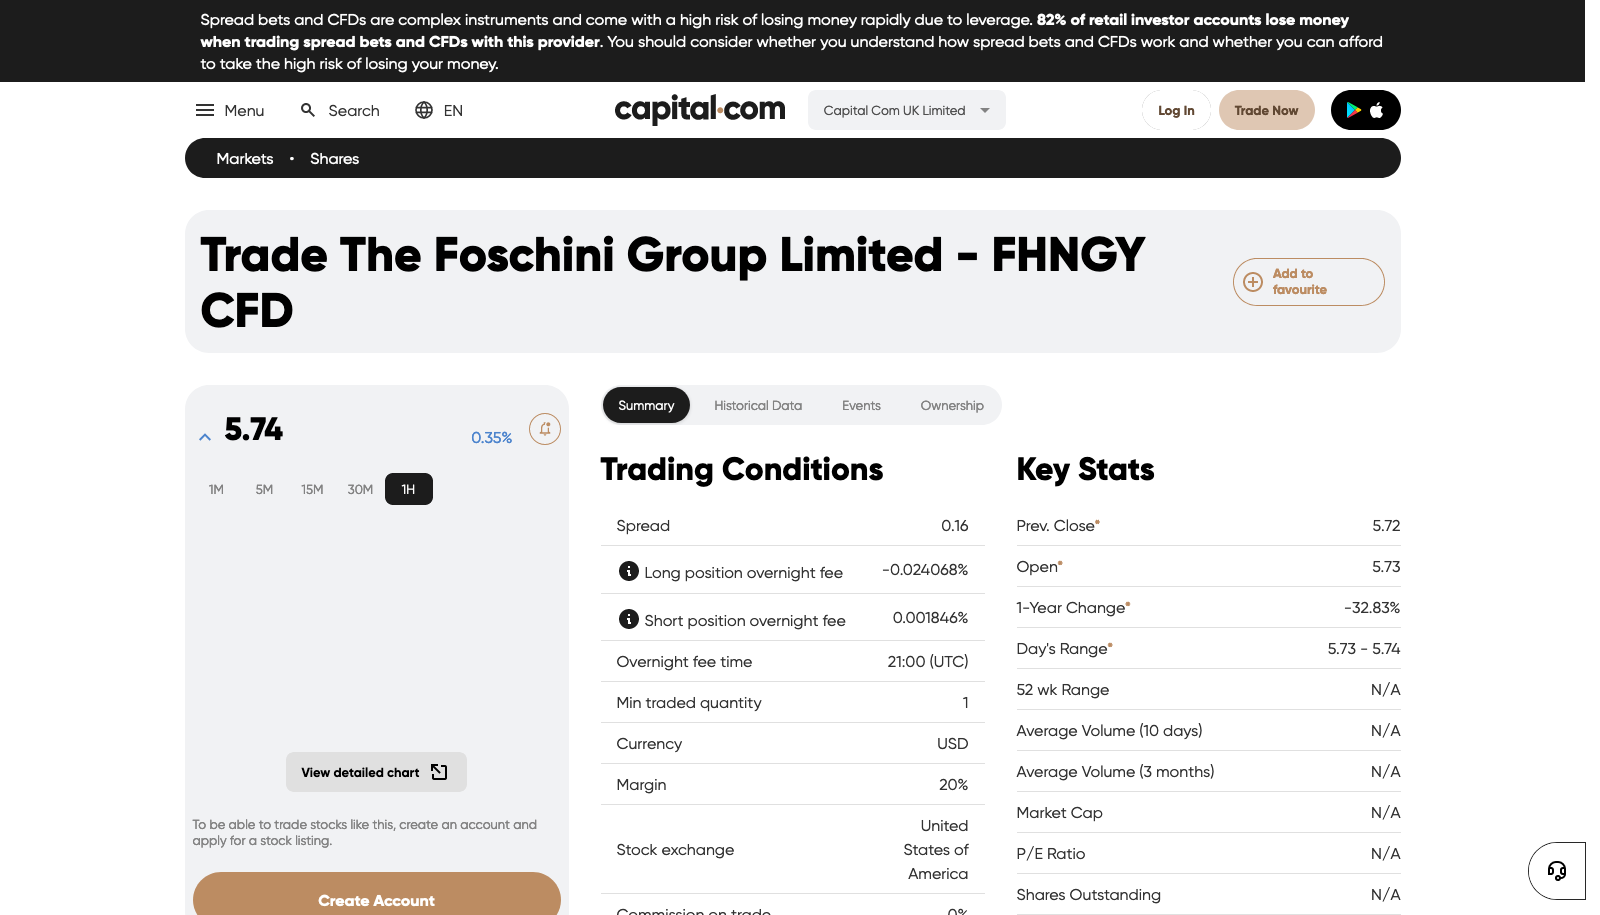 Spread bets and CFDs are complex instruments and come with a high risk of losing money rapidly due to leverage. 82% of retail investor accounts lose money
when trading spread bets and CFDs with this provider. You should consider whether you understand how spread bets and CFDs work and whether you can afford
to take the high risk of losing your money.
Menu Search EN capital.com Capital Com UK Limited Log In Trade Now
Markets • Shares
Trade The Foschini Group Limited - FHNGY
CFD
Add to
favourite
5.74 0.35%
1M 5M 15M 30M 1H
View detailed chart
To be able to trade stocks like this, create an account and
apply for a stock listing.
Create Account
Summary Historical Data Events Ownership
Trading Conditions
Spread 0.16
Long position overnight fee -0.024068%
Short position overnight fee 0.001846%
Overnight fee time 21:00 (UTC)
Min traded quantity 1
Currency USD
Margin 20%
Stock exchange United
States of
America
Commission on trade 0%
Key Stats
Prev. Close* 5.72
Open* 5.73
1-Year Change* -32.83%
Day's Range* 5.73 - 5.74
52 wk Range N/A
Average Volume (10 days) N/A
Average Volume (3 months) N/A
Market Cap N/A
P/E Ratio N/A
Shares Outstanding N/A